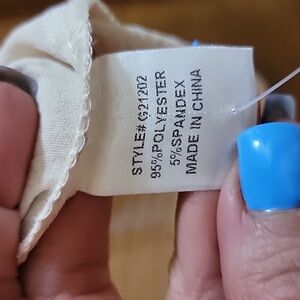 STYLE# G21202
95%POLYESTER
5%SPANDEX
MADE IN CHINA